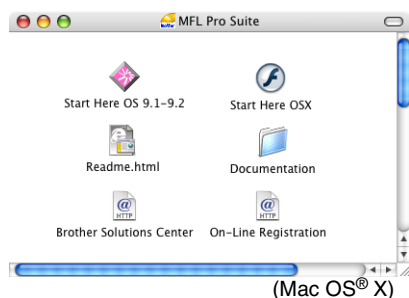 MFL Pro Suite
Start Here OS 9.1-9.2 Start Here OSX
Readme.html Documentation
@ @
HTTP HTTP
Brother Solutions Center On-Line Registration
(Mac OS® X)